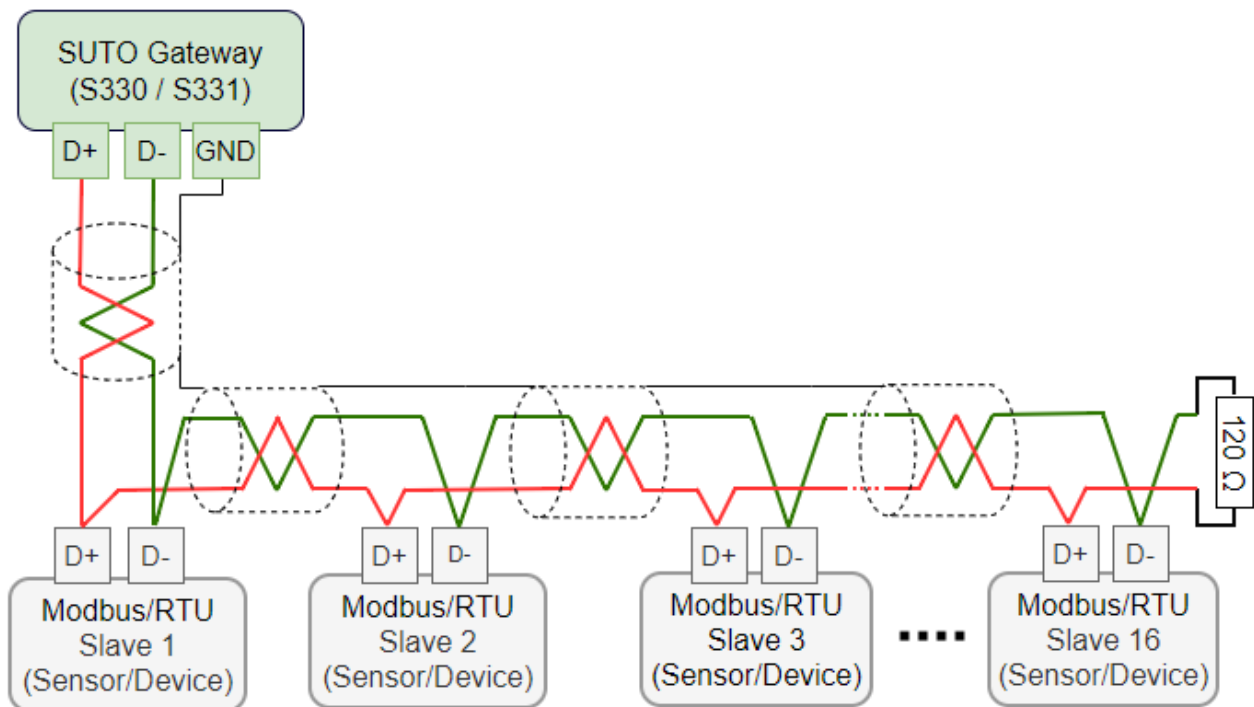 SUTO Gateway
(S330 / S331)
D+ D- GND
120 Ω
D+ D- D+ D- D+ D- D+ D-
Modbus/RTU
Slave 1
(Sensor/Device)
Modbus/RTU
Slave 2
(Sensor/Device)
Modbus/RTU
Slave 3
(Sensor/Device)
Modbus/RTU
Slave 16
(Sensor/Device)